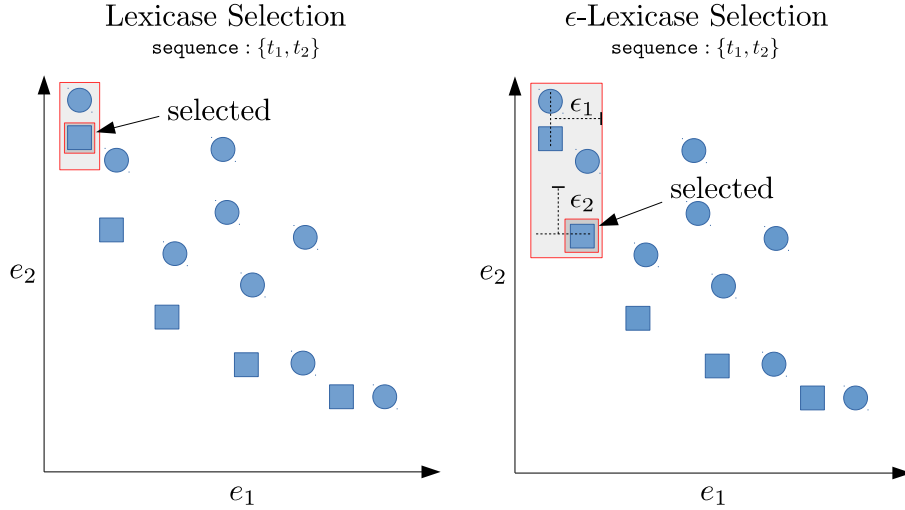 Lexicase Selection
sequence : {t₁, t₂}
selected
e₂
e₁
ϵ-Lexicase Selection
sequence : {t₁, t₂}
ϵ₁
selected
ϵ₂
e₂
e₁